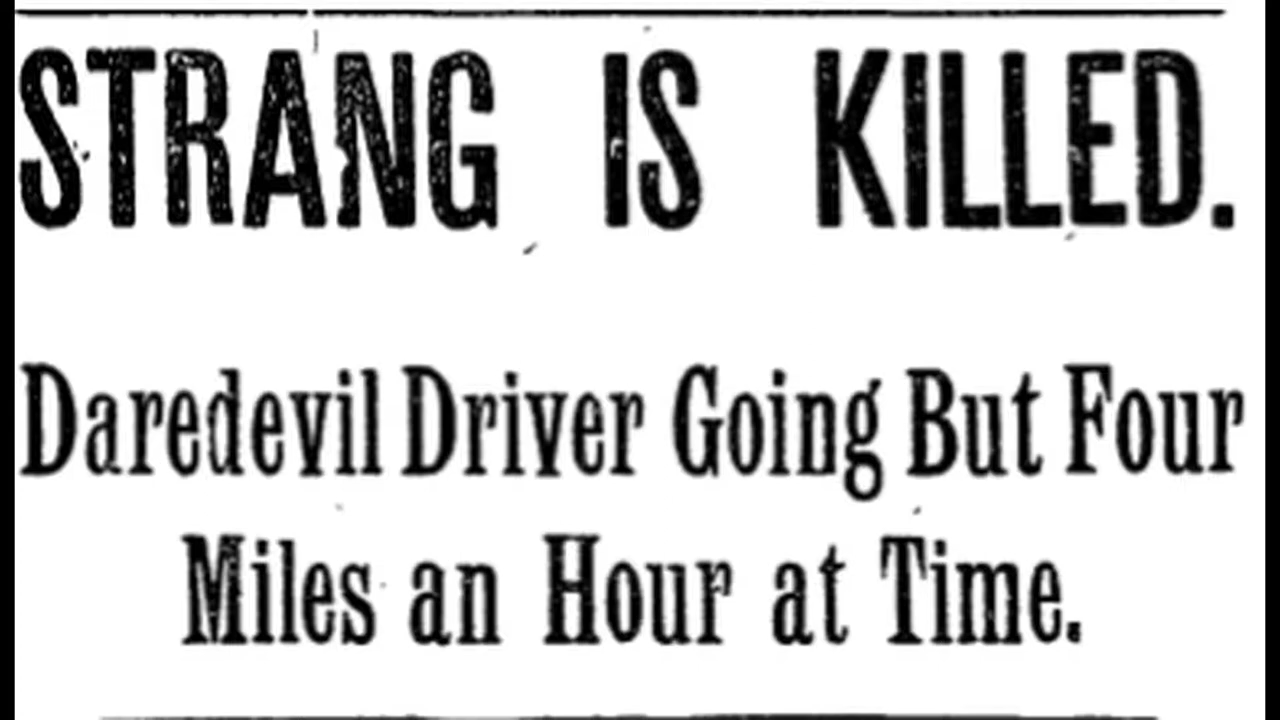 STRANG IS KILLED.
Daredevil Driver Going But Four
Miles an Hour at Time.